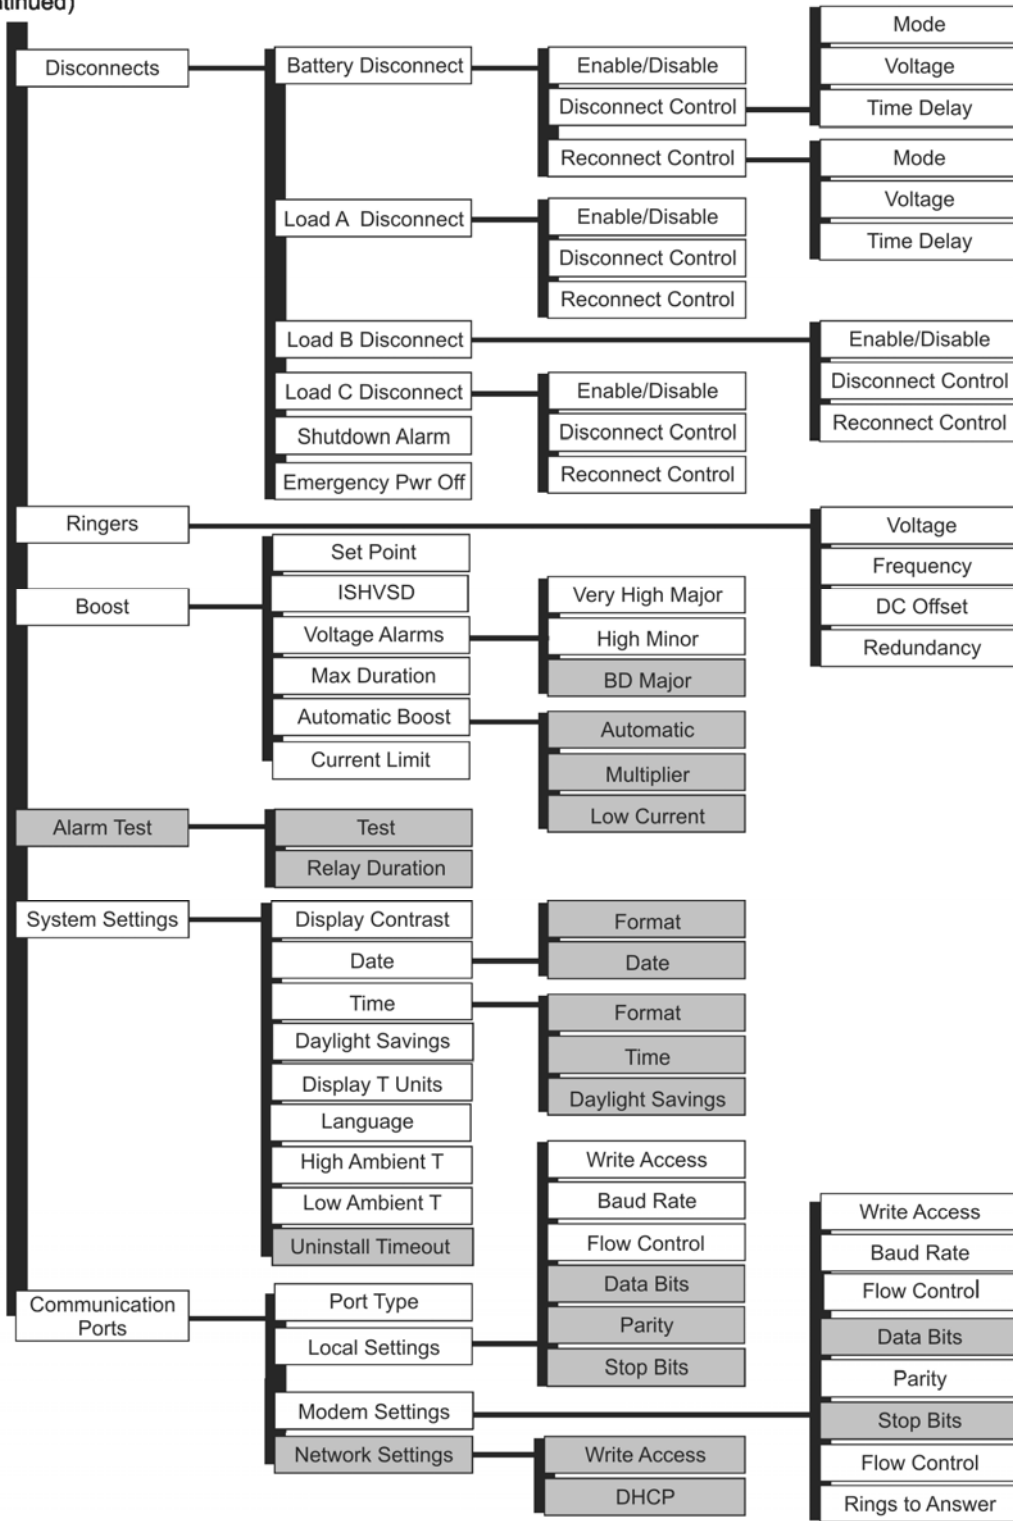 Disconnects
Battery Disconnect
Enable/Disable
Disconnect Control
Mode
Voltage
Time Delay
Reconnect Control
Mode
Voltage
Time Delay
Load A Disconnect
Enable/Disable
Disconnect Control
Reconnect Control
Load B Disconnect
Enable/Disable
Disconnect Control
Reconnect Control
Load C Disconnect
Enable/Disable
Disconnect Control
Reconnect Control
Shutdown Alarm
Emergency Pwr Off
Ringers
Voltage
Frequency
DC Offset
Redundancy
Boost
Set Point
ISHVSD
Voltage Alarms
Very High Major
High Minor
BD Major
Max Duration
Automatic Boost
Automatic
Multiplier
Low Current
Current Limit
Alarm Test
Test
Relay Duration
System Settings
Display Contrast
Date
Format
Date
Time
Format
Time
Daylight Savings
Daylight Savings
Display T Units
Language
High Ambient T
Low Ambient T
Uninstall Timeout
Communication
Ports
Port Type
Local Settings
Write Access
Baud Rate
Flow Control
Data Bits
Parity
Stop Bits
Modem Settings
Write Access
Baud Rate
Flow Control
Data Bits
Parity
Stop Bits
Flow Control
Rings to Answer
Network Settings
Write Access
DHCP